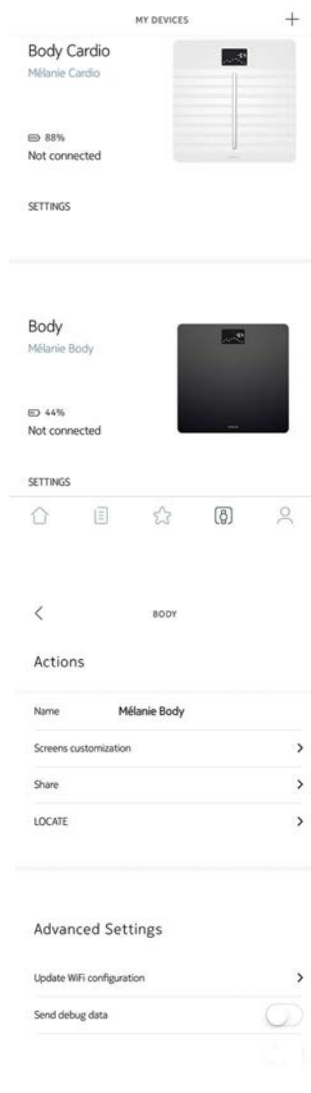 MY DEVICES
Body Cardio
Mélanie Cardio
88%
Not connected
SETTINGS
Body
Mélanie Body
44%
Not connected
SETTINGS
BODY
Actions
Name Mélanie Body
Screens customization
Share
LOCATE
Advanced Settings
Update WiFi configuration
Send debug data